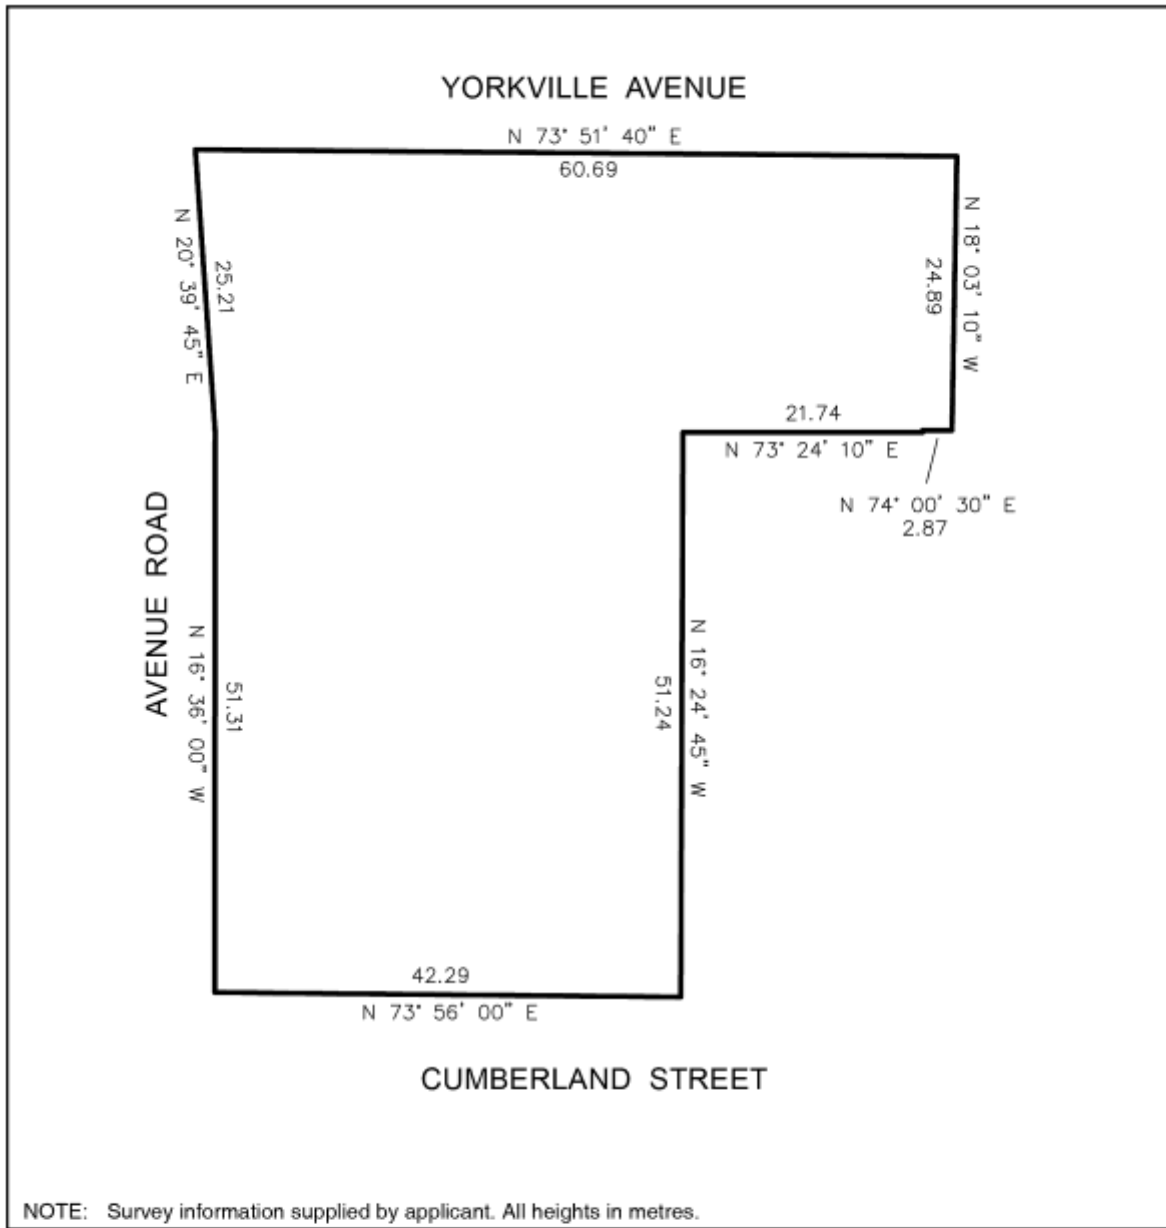 YORKVILLE AVENUE
N 73° 51' 40" E
60.69
N 20° 39' 45" E
25.21
24.89
N 18° 03' 10" W
21.74
N 73° 24' 10" E
N 74° 00' 30" E
2.87
AVENUE ROAD
N 16° 36' 00" W
51.31
51.24
N 16° 24' 45" W
42.29
N 73° 56' 00" E
CUMBERLAND STREET
NOTE: Survey information supplied by applicant. All heights in metres.